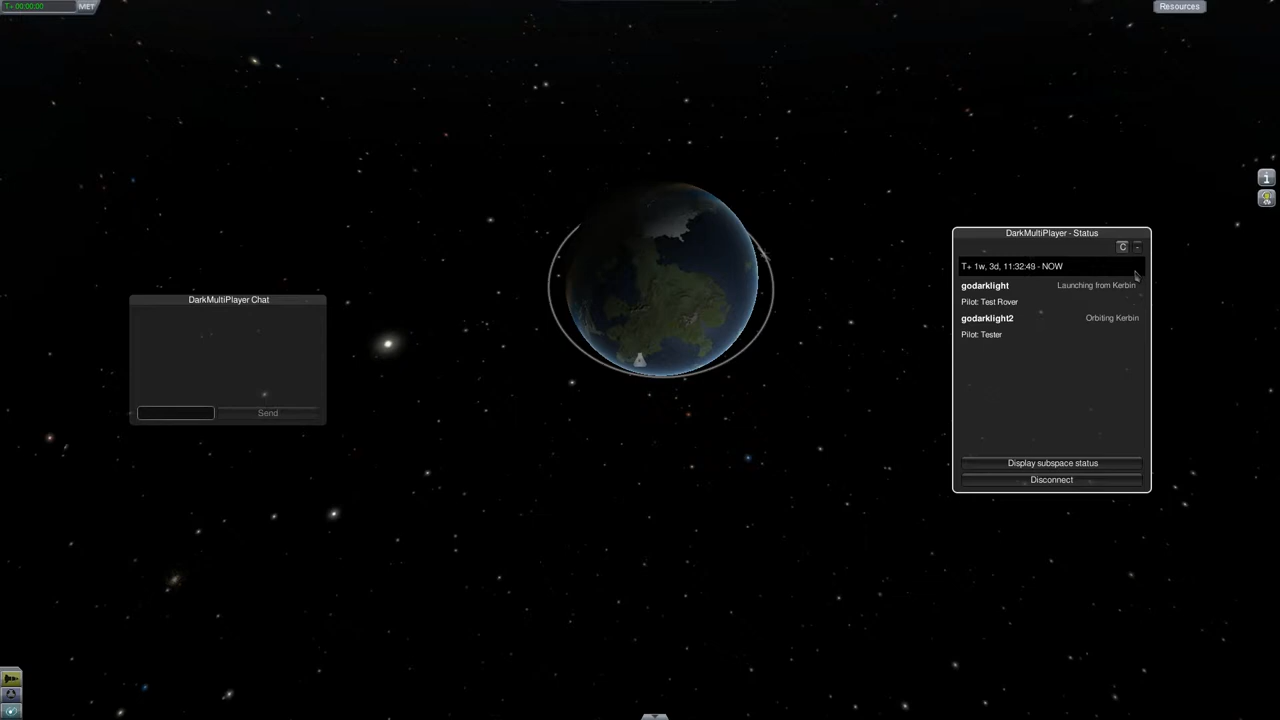 T+ 00:00:00 MET
Resources
DarkMultiPlayer - Status
C -
T+ 1w, 3d, 11:32:49 - NOW
godarklight Launching from Kerbin
Pilot: Test Rover
godarklight2 Orbiting Kerbin
Pilot: Tester
Display subspace status
Disconnect
DarkMultiPlayer Chat
Send